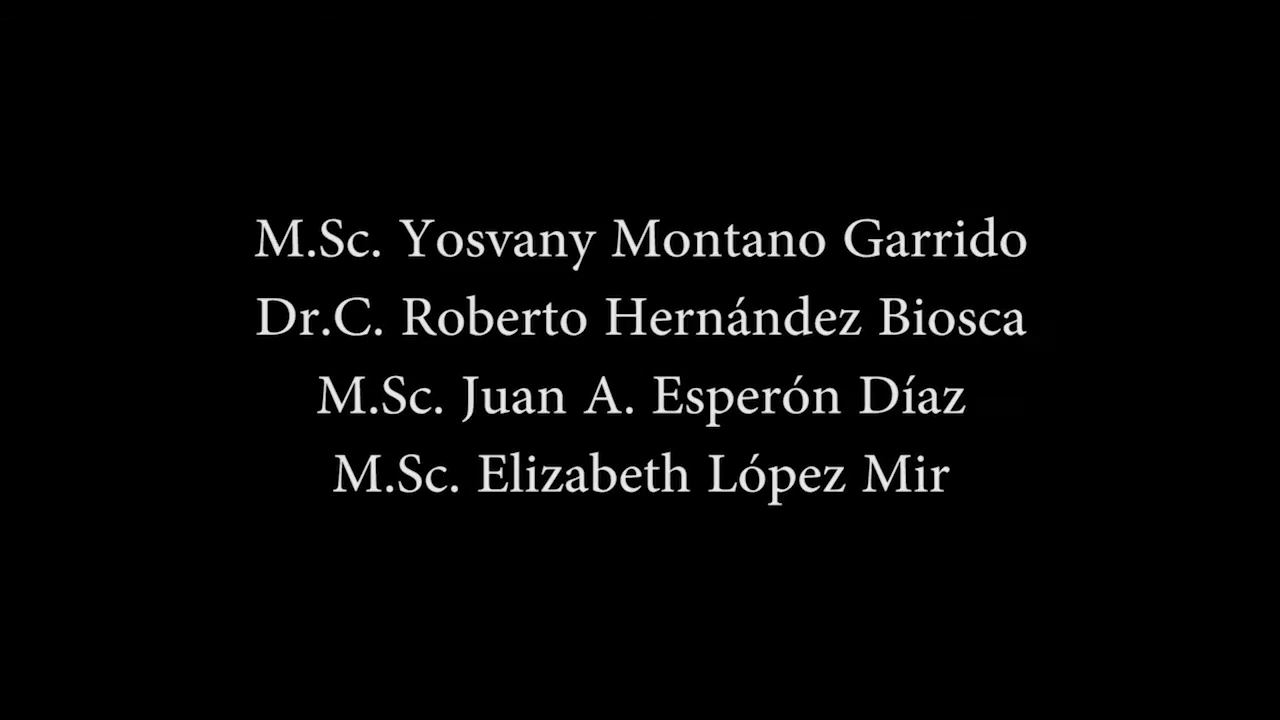 M.Sc. Yosvany Montano Garrido
Dr.C. Roberto Hernández Biosca
M.Sc. Juan A. Esperón Díaz
M.Sc. Elizabeth López Mir